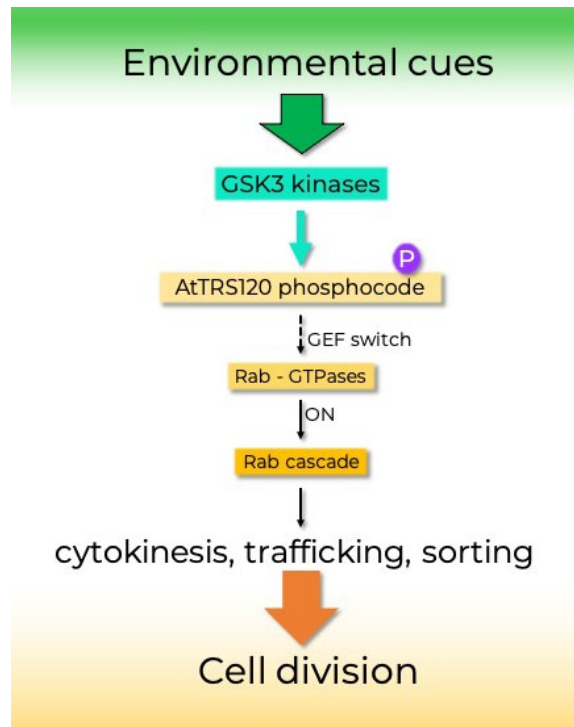 Environmental cues
GSK3 kinases
P
AtTRS120 phosphocode
GEF switch
Rab - GTPases
ON
Rab cascade
cytokinesis, trafficking, sorting
Cell division